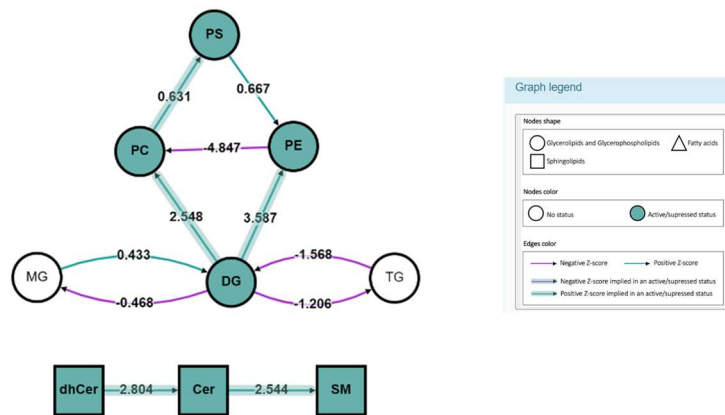 PS
0.631
0.667
PC
-4.847
PE
2.548
3.587
MG
0.433
-0.468
DG
-1.568
-1.206
TG
dhCer
2.804
Cer
2.544
SM
Graph legend
Nodes shape
Glycerolipids and Glycerophospholipids
Fatty acids
Sphingolipids
Nodes color
No status
Active/supressed status
Edges color
Negative Z-score
Positive Z-score
Negative Z-score implied in an active/supressed status
Positive Z-score implied in an active/supressed status